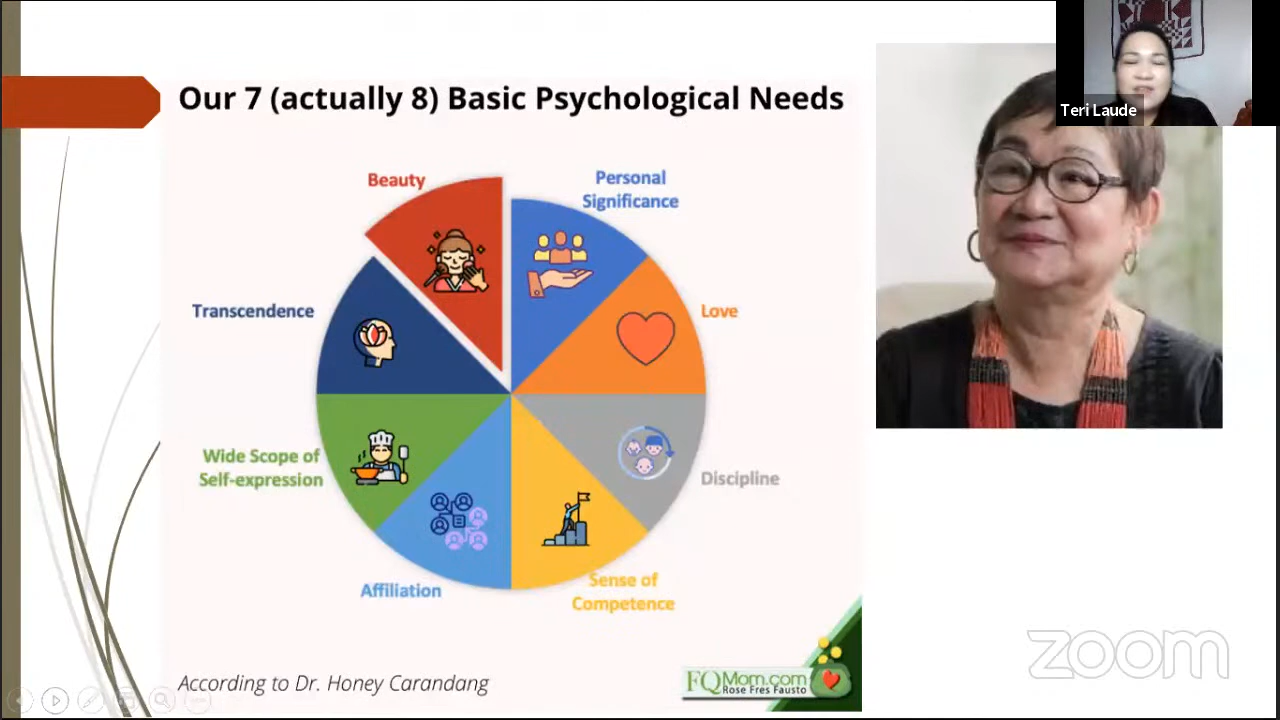 Our 7 (actually 8) Basic Psychological Needs
Teri Laude
Beauty
Personal
Significance
Transcendence
Love
Wide Scope of
Self-expression
Discipline
Affiliation
Sense of
Competence
According to Dr. Honey Carandang
FQMom.com
Rose Fres Fausto
zoom